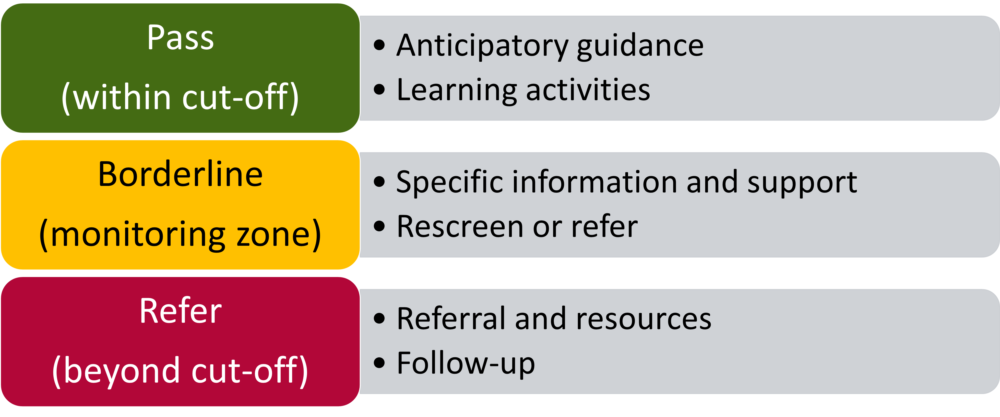 Pass
(within cut-off)
• Anticipatory guidance
• Learning activities
Borderline
(monitoring zone)
• Specific information and support
• Rescreen or refer
Refer
(beyond cut-off)
• Referral and resources
• Follow-up